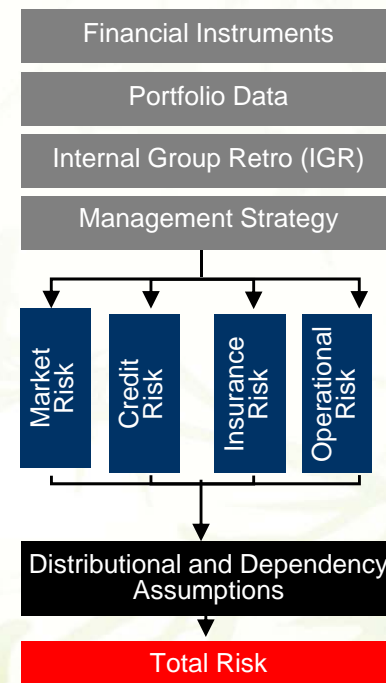 Financial Instruments
Portfolio Data
Internal Group Retro (IGR)
Management Strategy
Market
Risk
Credit
Risk
Insurance
Risk
Operational
Risk
Distributional and Dependency
Assumptions
Total Risk